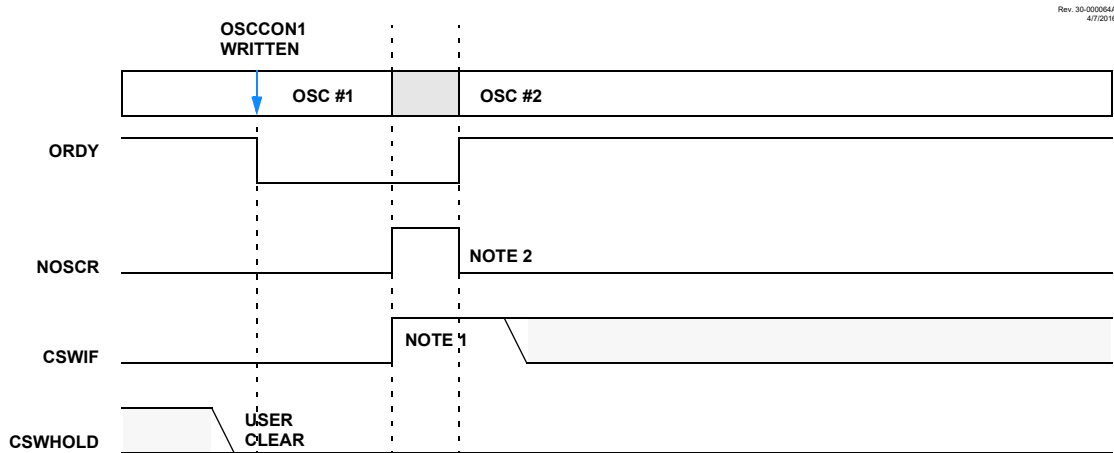 Rev. 30-000064A
4/7/2016
OSCCON1
WRITTEN
OSC #1
OSC #2
ORDY
NOSCR
NOTE 2
CSWIF
NOTE 1
CSWHOLD
USER
CLEAR